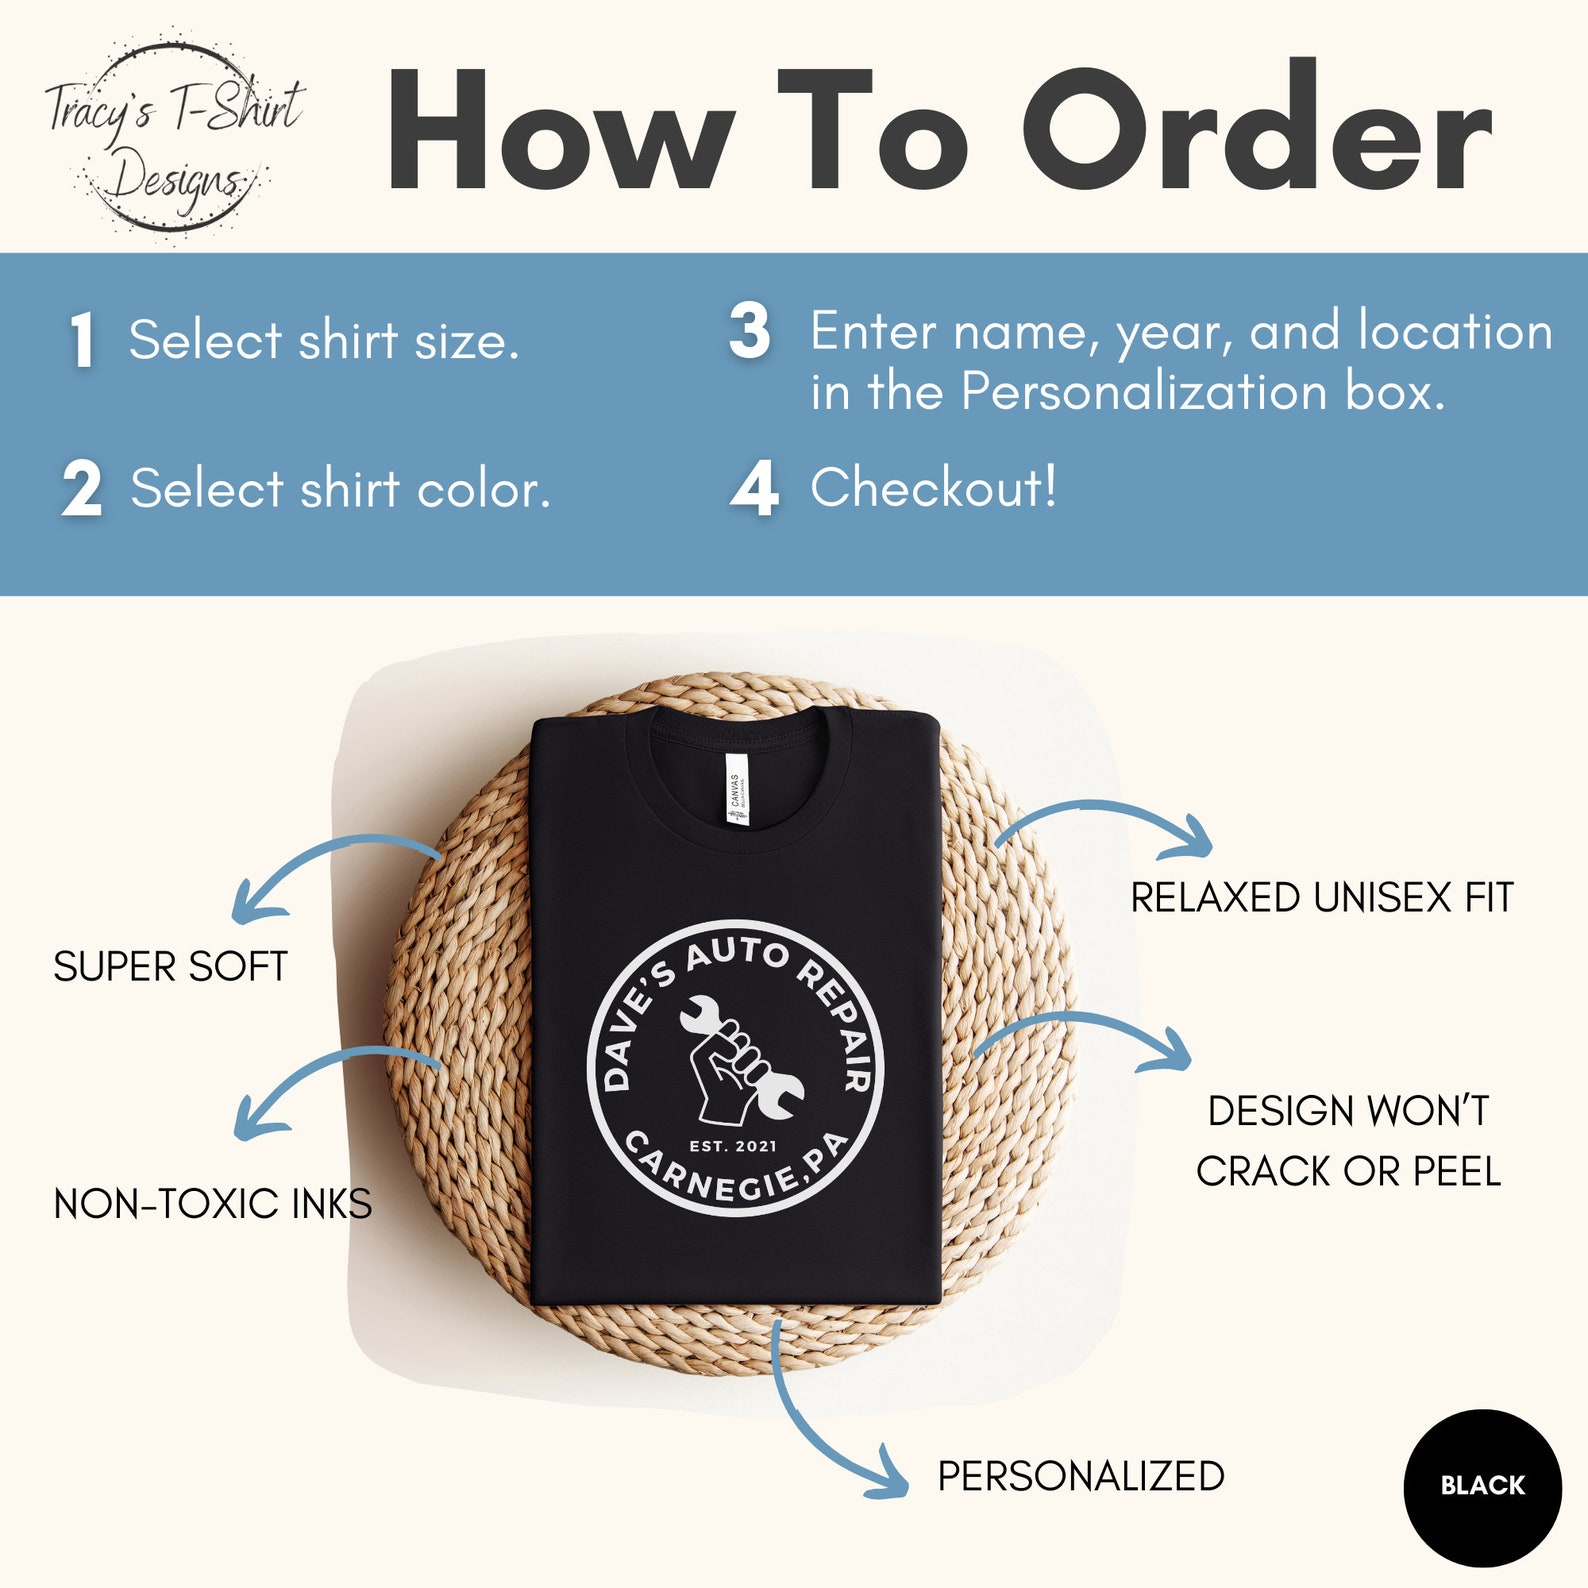 Tracy's T-Shirt
Designs
How To Order
1 Select shirt size.
2 Select shirt color.
3 Enter name, year, and location
in the Personalization box.
4 Checkout!
CANVAS
SUPER SOFT
NON-TOXIC INKS
RELAXED UNISEX FIT
DESIGN WON'T
CRACK OR PEEL
DAVE'S AUTO REPAIR
EST. 2021
CARNEGIE, PA
PERSONALIZED
BLACK